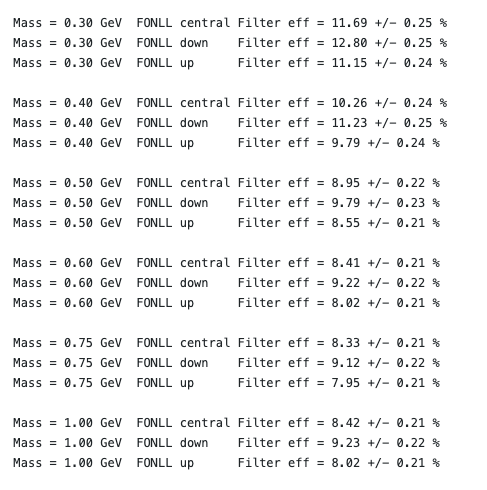 Mass = 0.30 GeV  FONLL central Filter eff = 11.69 +/- 0.25 %
Mass = 0.30 GeV  FONLL down    Filter eff = 12.80 +/- 0.25 %
Mass = 0.30 GeV  FONLL up      Filter eff = 11.15 +/- 0.24 %

Mass = 0.40 GeV  FONLL central Filter eff = 10.26 +/- 0.24 %
Mass = 0.40 GeV  FONLL down    Filter eff = 11.23 +/- 0.25 %
Mass = 0.40 GeV  FONLL up      Filter eff = 9.79 +/- 0.24 %

Mass = 0.50 GeV  FONLL central Filter eff = 8.95 +/- 0.22 %
Mass = 0.50 GeV  FONLL down    Filter eff = 9.79 +/- 0.23 %
Mass = 0.50 GeV  FONLL up      Filter eff = 8.55 +/- 0.21 %

Mass = 0.60 GeV  FONLL central Filter eff = 8.41 +/- 0.21 %
Mass = 0.60 GeV  FONLL down    Filter eff = 9.22 +/- 0.22 %
Mass = 0.60 GeV  FONLL up      Filter eff = 8.02 +/- 0.21 %

Mass = 0.75 GeV  FONLL central Filter eff = 8.33 +/- 0.21 %
Mass = 0.75 GeV  FONLL down    Filter eff = 9.12 +/- 0.22 %
Mass = 0.75 GeV  FONLL up      Filter eff = 7.95 +/- 0.21 %

Mass = 1.00 GeV  FONLL central Filter eff = 8.42 +/- 0.21 %
Mass = 1.00 GeV  FONLL down    Filter eff = 9.23 +/- 0.22 %
Mass = 1.00 GeV  FONLL up      Filter eff = 8.02 +/- 0.21 %